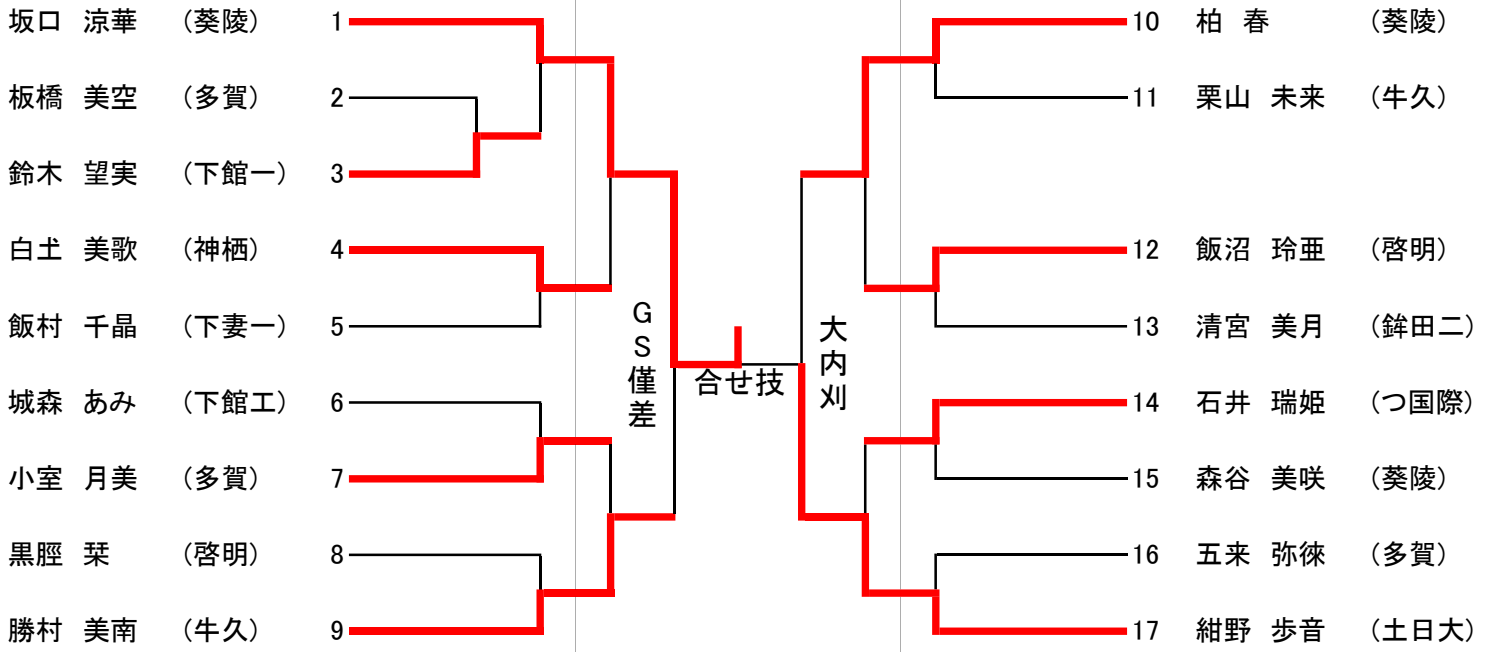 坂口 涼華 (葵陵) 1
板橋 美空 (多賀) 2
鈴木 望実 (下館一) 3
白土 美歌 (神栖) 4
飯村 千晶 (下妻一) 5
城森 あみ (下館工) 6
小室 月美 (多賀) 7
黒脛 栞 (啓明) 8
勝村 美南 (牛久) 9
GS僅差
合せ技
大内刈
10 柏 春 (葵陵)
11 栗山 未来 (牛久)
12 飯沼 玲亜 (啓明)
13 清宮 美月 (鉾田二)
14 石井 瑞姫 (つ国際)
15 森谷 美咲 (葵陵)
16 五来 弥徠 (多賀)
17 紺野 歩音 (土日大)